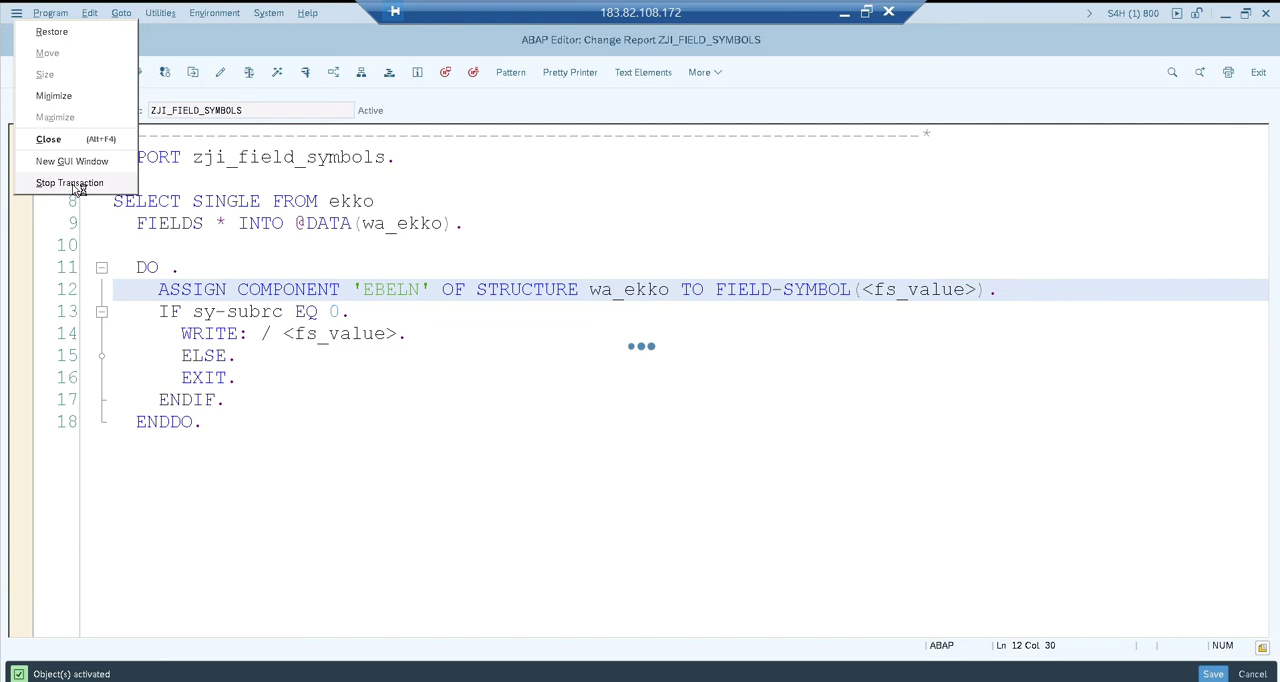 Program Edit Goto Utilities Environment System Help 183.82.108.172 S4H (1) 800
Restore
ABAP Editor: Change Report ZJI_FIELD_SYMBOLS
Move
Size
Pattern Pretty Printer Text Elements More Exit
Minimize
: ZJI_FIELD_SYMBOLS Active
Maximize
Close (Alt+F4)
-----------------------------------------------------------------------*
PORT zji_field_symbols.
New GUI Window
Stop Transaction
8 SELECT SINGLE FROM ekko
9 FIELDS * INTO @DATA(wa_ekko).
10
11 DO .
12 ASSIGN COMPONENT 'EBELN' OF STRUCTURE wa_ekko TO FIELD-SYMBOL(<fs_value>).
13 IF sy-subrc EQ 0.
14 WRITE: / <fs_value>.
15 ELSE.
16 EXIT.
17 ENDIF.
18 ENDDO.
ABAP Ln 12 Col 30 NUM
Object(s) activated Save Cancel